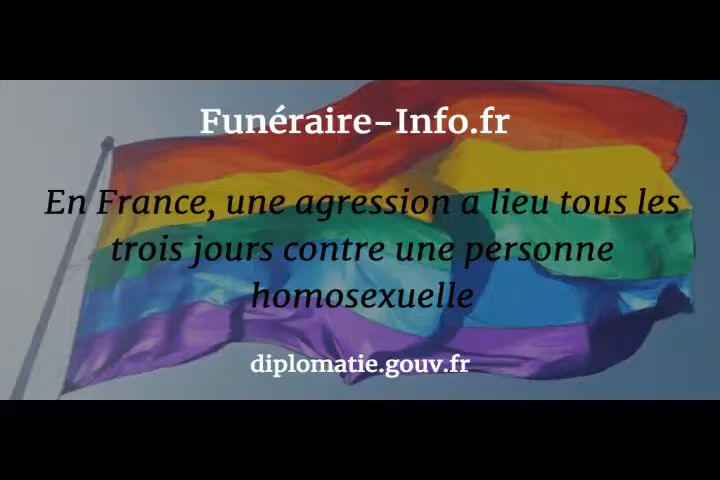 Funéraire-Info.fr
En France, une agression a lieu tous les
trois jours contre une personne
homosexuelle
diplomatie.gouv.fr